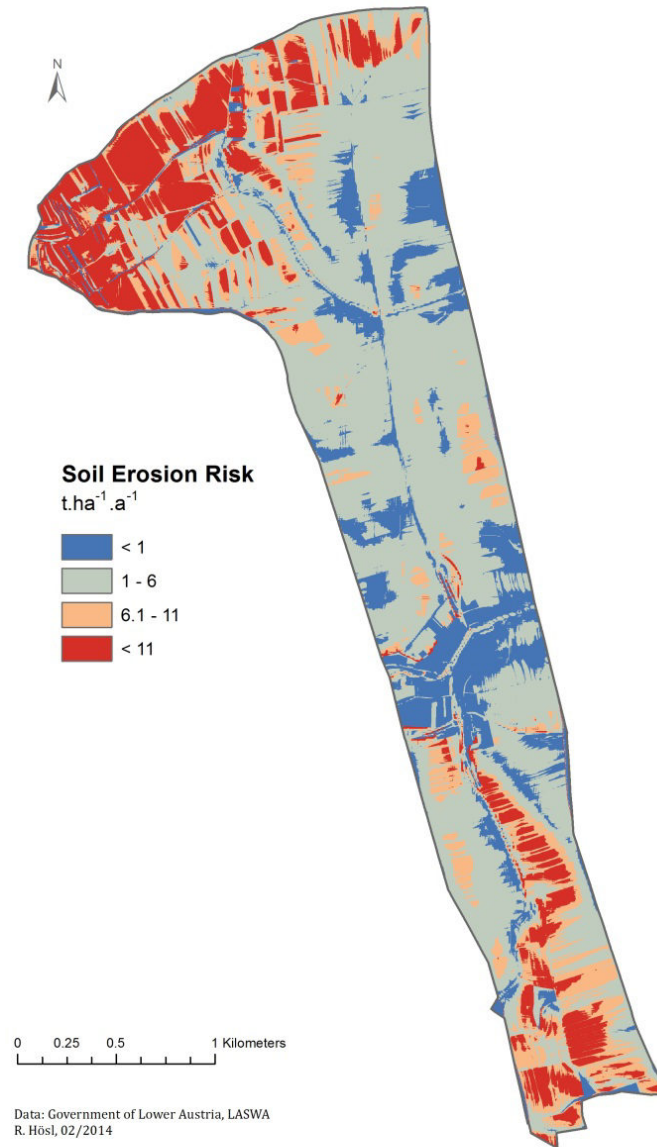 N
Soil Erosion Risk
t.ha⁻¹.a⁻¹
< 1
1 - 6
6.1 - 11
< 11
0 0.25 0.5 1 Kilometers
Data: Government of Lower Austria, LASWA
R. Hösl, 02/2014